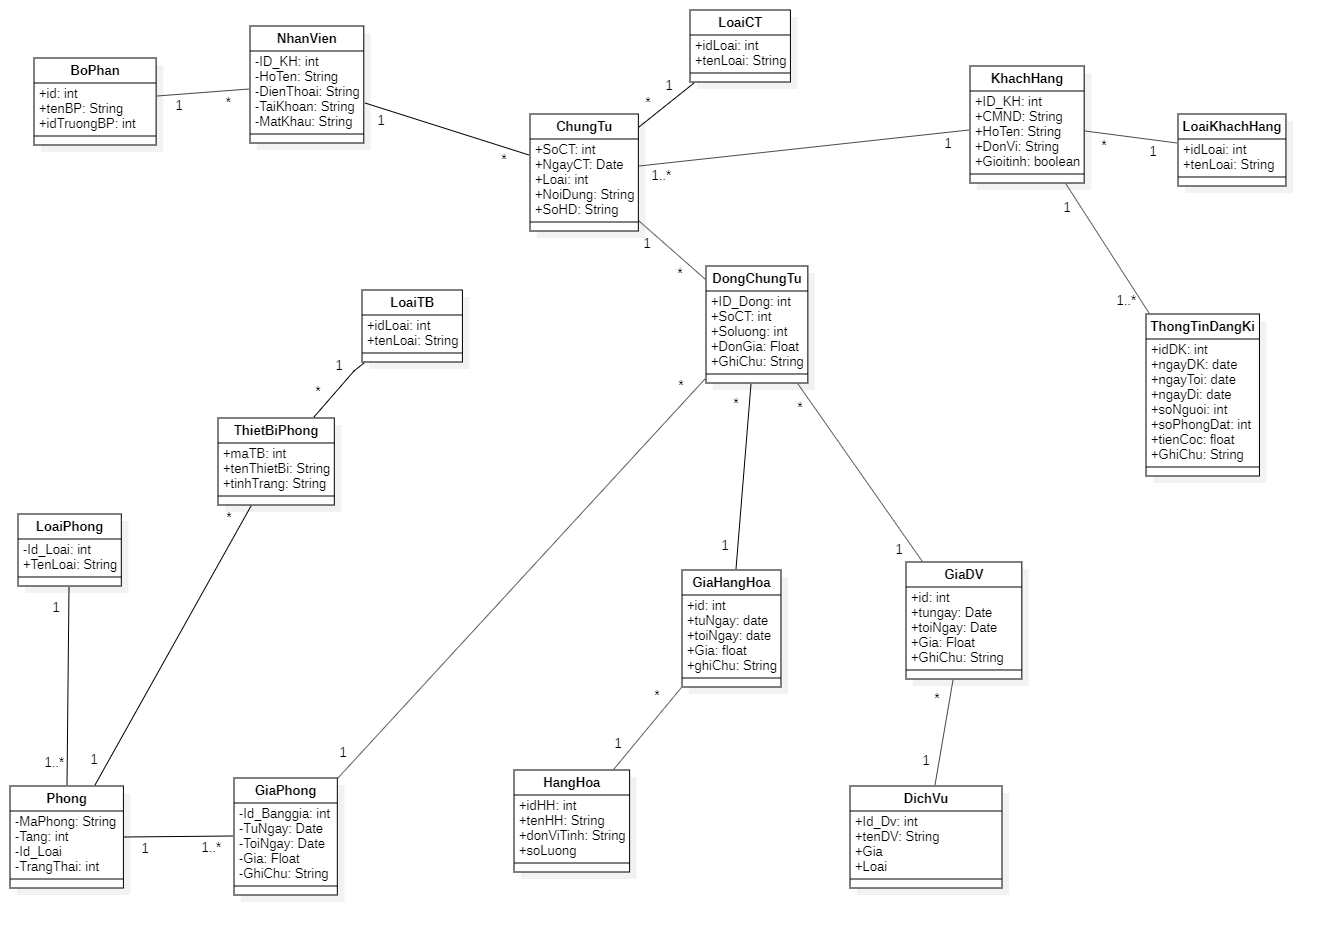 LoaiCT
+idLoai: int
+tenLoai: String
1
*
NhanVien
-ID_KH: int
-HoTen: String
-DienThoai: String
-TaiKhoan: String
-MatKhau: String
BoPhan
+id: int
+tenBP: String
+idTruongBP: int
1
*
1
*
ChungTu
+SoCT: int
+NgayCT: Date
+Loai: int
+NoiDung: String
+SoHD: String
1..*
1
KhachHang
+ID_KH: int
+CMND: String
+HoTen: String
+DonVi: String
+Gioitinh: boolean
*
1
LoaiKhachHang
+idLoai: int
+tenLoai: String
1
1..*
1
*
DongChungTu
+ID_Dong: int
+SoCT: int
+Soluong: int
+DonGia: Float
+GhiChu: String
ThongTinDangKi
+idDK: int
+ngayDK: date
+ngayToi: date
+ngayDi: date
+soNguoi: int
+soPhongDat: int
+tienCoc: float
+GhiChu: String
LoaiTB
+idLoai: int
+tenLoai: String
1
*
ThietBiPhong
+maTB: int
+tenThietBi: String
+tinhTrang: String
*
*
*
*
LoaiPhong
-Id_Loai: int
+TenLoai: String
1
1
1
GiaHangHoa
+id: int
+tuNgay: date
+toiNgay: date
+Gia: float
+ghiChu: String
GiaDV
+id: int
+tungay: Date
+toiNgay: Date
+Gia: Float
+GhiChu: String
*
1
*
1
1..*
1
1
Phong
-MaPhong: String
-Tang: int
-Id_Loai
-TrangThai: int
1
1..*
GiaPhong
-Id_Banggia: int
-TuNgay: Date
-ToiNgay: Date
-Gia: Float
-GhiChu: String
HangHoa
+idHH: int
+tenHH: String
+donViTinh: String
+soLuong
DichVu
+Id_Dv: int
+tenDV: String
+Gia
+Loai